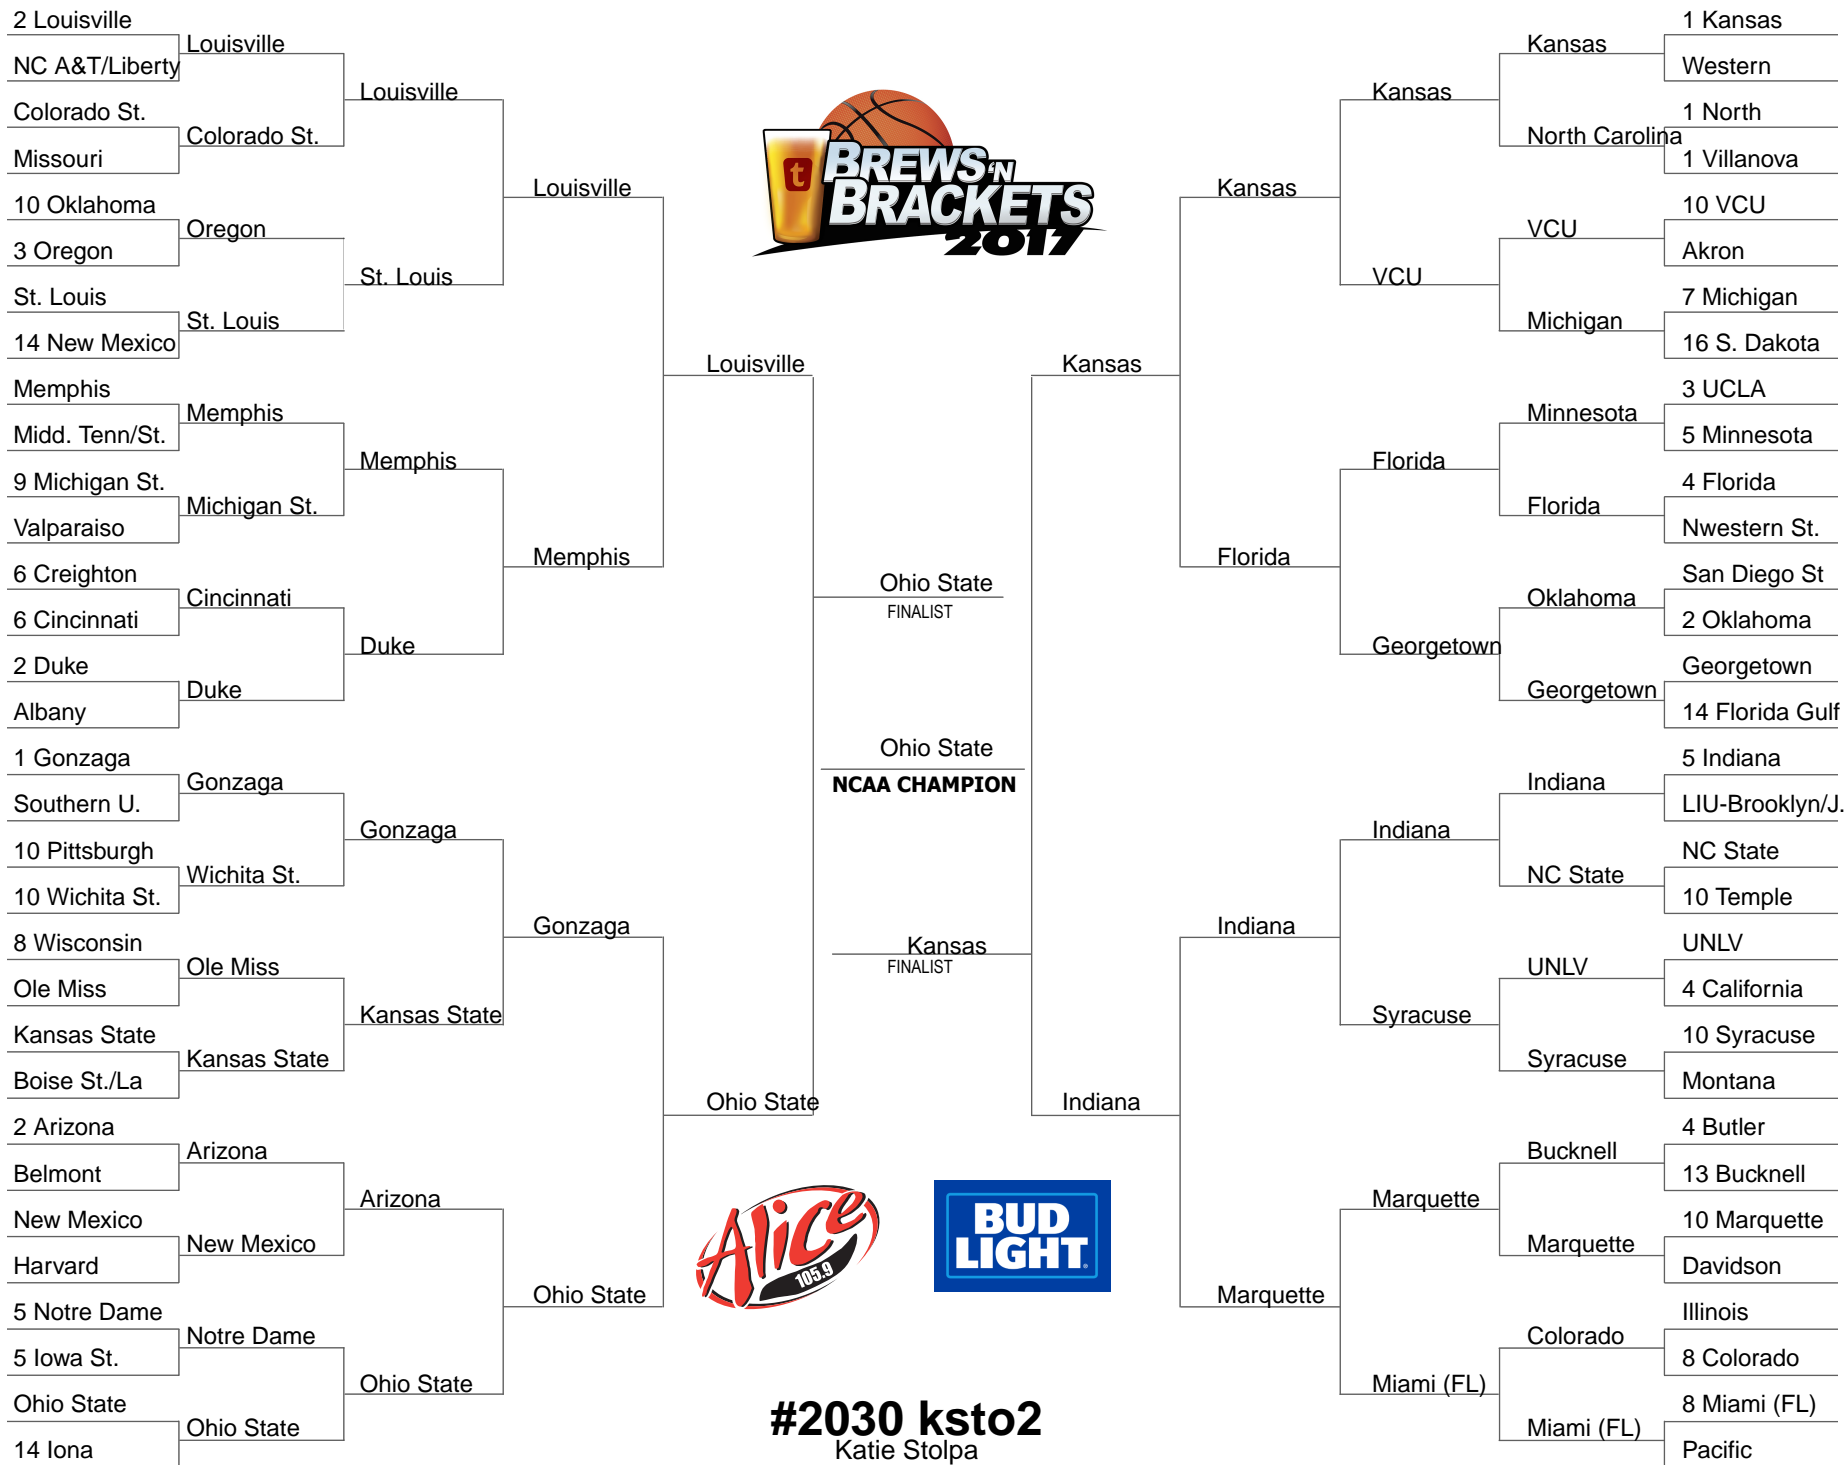 2 Louisville
NC A&T/Liberty
Colorado St.
Missouri
10 Oklahoma
3 Oregon
St. Louis
14 New Mexico
Memphis
Midd. Tenn/St.
9 Michigan St.
Valparaiso
6 Creighton
6 Cincinnati
2 Duke
Albany
1 Gonzaga
Southern U.
10 Pittsburgh
10 Wichita St.
8 Wisconsin
Ole Miss
Kansas State
Boise St./La
2 Arizona
Belmont
New Mexico
Harvard
5 Notre Dame
5 Iowa St.
Ohio State
14 Iona
Louisville
Colorado St.
Oregon
St. Louis
Memphis
Michigan St.
Cincinnati
Duke
Gonzaga
Wichita St.
Ole Miss
Kansas State
Arizona
New Mexico
Notre Dame
Ohio State
Louisville
St. Louis
Memphis
Duke
Gonzaga
Kansas State
Arizona
Ohio State
Louisville
Memphis
Gonzaga
Ohio State
Louisville
Ohio State
t
BREWS 'N
BRACKETS
2017
Ohio State
FINALIST
Ohio State
NCAA CHAMPION
Kansas
FINALIST
Alice
105.9
BUD
LIGHT
#2030 ksto2
Katie Stolpa
Kansas
Indiana
Kansas
Florida
Indiana
Marquette
Kansas
VCU
Florida
Georgetown
Indiana
Syracuse
Marquette
Miami (FL)
Kansas
North Carolina
VCU
Michigan
Minnesota
Florida
Oklahoma
Georgetown
Indiana
NC State
UNLV
Syracuse
Bucknell
Marquette
Colorado
Miami (FL)
1 Kansas
Western
1 North
1 Villanova
10 VCU
Akron
7 Michigan
16 S. Dakota
3 UCLA
5 Minnesota
4 Florida
Nwestern St.
San Diego St
2 Oklahoma
Georgetown
14 Florida Gulf
5 Indiana
LIU-Brooklyn/J.
NC State
10 Temple
UNLV
4 California
10 Syracuse
Montana
4 Butler
13 Bucknell
10 Marquette
Davidson
Illinois
8 Colorado
8 Miami (FL)
Pacific